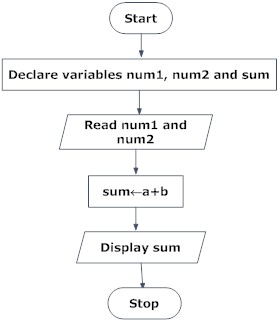 Start
Declare variables num1, num2 and sum
Read num1 and
num2
sum←a+b
Display sum
Stop